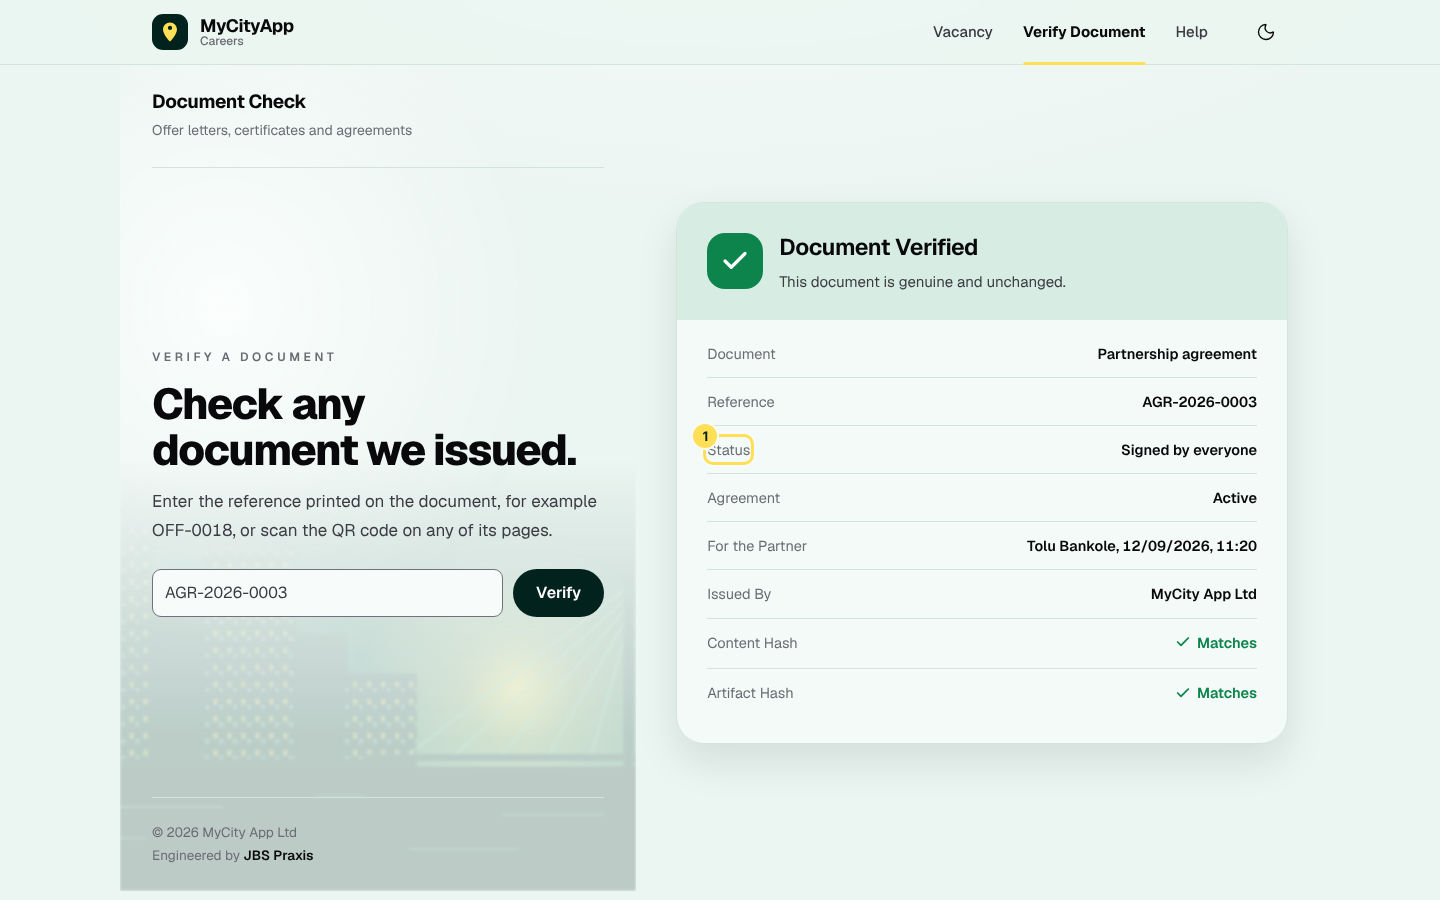 MyCityApp
Careers
Vacancy
Verify Document
Help
Document Check
Offer letters, certificates and agreements
VERIFY A DOCUMENT
Check any
document we issued.
Enter the reference printed on the document, for example
OFF-0018, or scan the QR code on any of its pages.
AGR-2026-0003
Verify
© 2026 MyCity App Ltd
Engineered by JBS Praxis
Document Verified
This document is genuine and unchanged.
Document Partnership agreement
Reference AGR-2026-0003
1
Status Signed by everyone
Agreement Active
For the Partner Tolu Bankole, 12/09/2026, 11:20
Issued By MyCity App Ltd
Content Hash Matches
Artifact Hash Matches